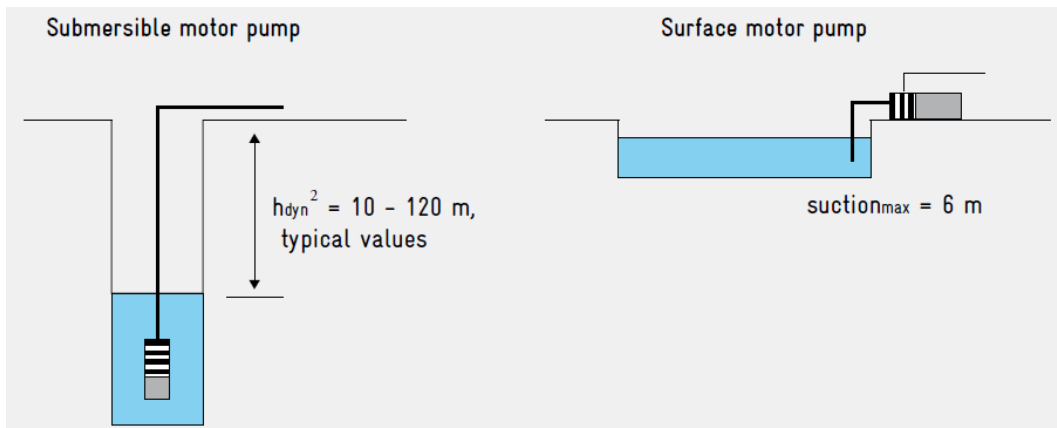 Submersible motor pump
Surface motor pump
hdyn² = 10 – 120 m,
typical values
suctionmax = 6 m